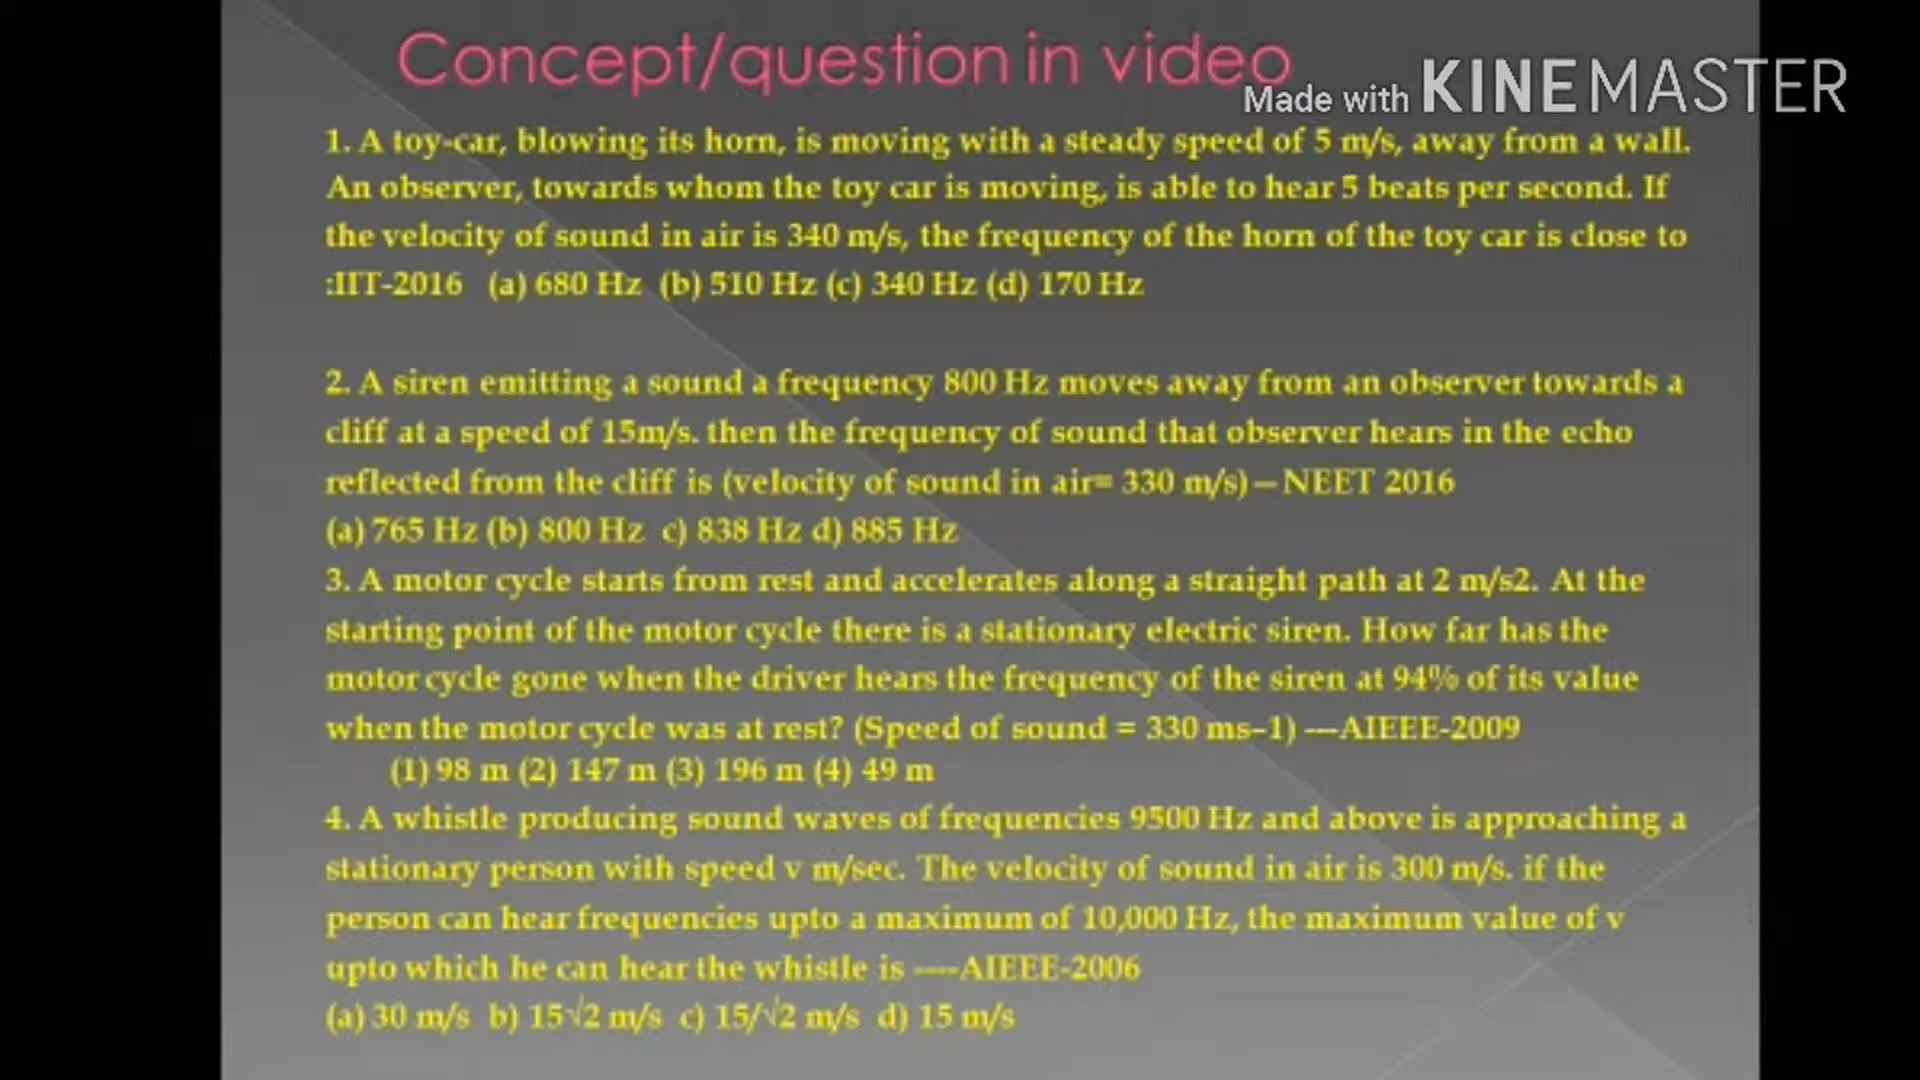 Concept/question in video
Made with KINEMASTER
1. A toy-car, blowing its horn, is moving with a steady speed of 5 m/s, away from a wall.
An observer, towards whom the toy car is moving, is able to hear 5 beats per second. If
the velocity of sound in air is 340 m/s, the frequency of the horn of the toy car is close to
:IIT-2016 (a) 680 Hz (b) 510 Hz (c) 340 Hz (d) 170 Hz
2. A siren emitting a sound a frequency 800 Hz moves away from an observer towards a
cliff at a speed of 15m/s. then the frequency of sound that observer hears in the echo
reflected from the cliff is (velocity of sound in air= 330 m/s)—NEET 2016
(a) 765 Hz (b) 800 Hz c) 838 Hz d) 885 Hz
3. A motor cycle starts from rest and accelerates along a straight path at 2 m/s2. At the
starting point of the motor cycle there is a stationary electric siren. How far has the
motor cycle gone when the driver hears the frequency of the siren at 94% of its value
when the motor cycle was at rest? (Speed of sound = 330 ms–1) ---AIEEE-2009
(1) 98 m (2) 147 m (3) 196 m (4) 49 m
4. A whistle producing sound waves of frequencies 9500 Hz and above is approaching a
stationary person with speed v m/sec. The velocity of sound in air is 300 m/s. if the
person can hear frequencies upto a maximum of 10,000 Hz, the maximum value of v
upto which he can hear the whistle is ----AIEEE-2006
(a) 30 m/s b) 15√2 m/s c) 15/√2 m/s d) 15 m/s